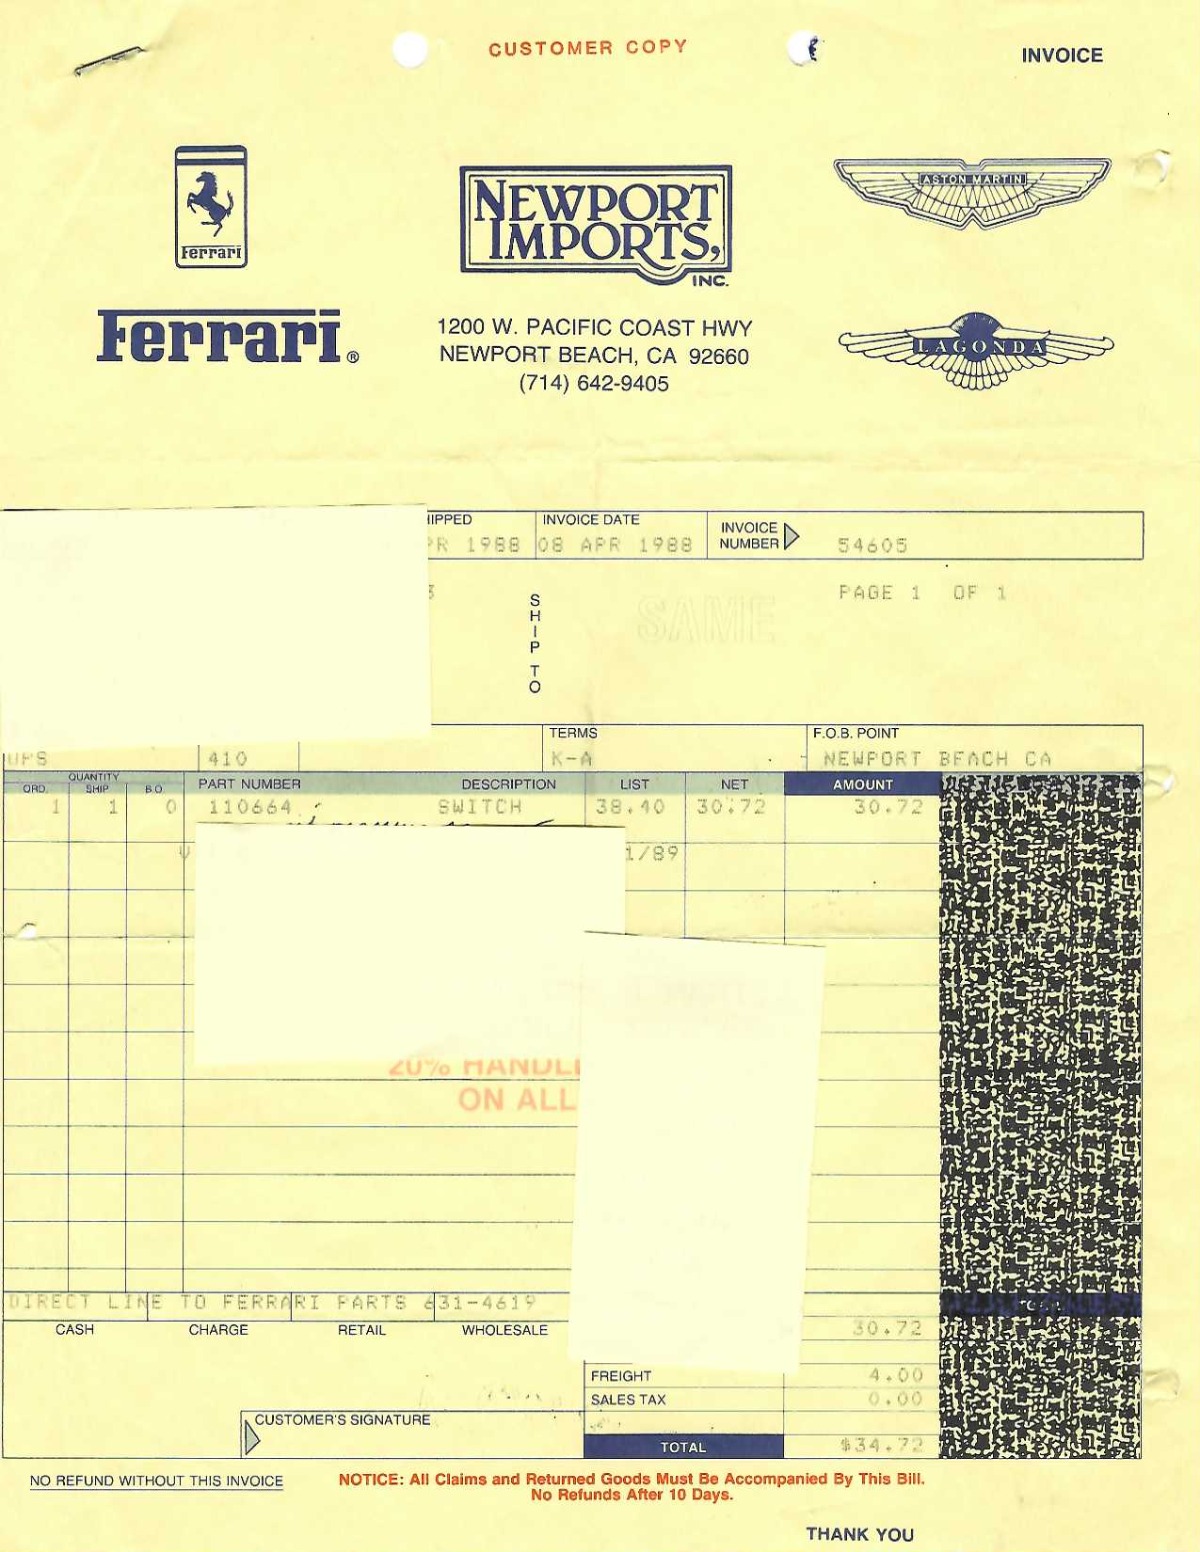 CUSTOMER COPY
INVOICE
Ferrari
NEWPORT IMPORTS, INC.
ASTON MARTIN
Ferrari®
1200 W. PACIFIC COAST HWY
NEWPORT BEACH, CA 92660
(714) 642-9405
LAGONDA
IPPED INVOICE DATE INVOICE NUMBER
PR 1988 08 APR 1988 54605
SHIP TO
SAME
PAGE 1 OF 1
TERMS F.O.B. POINT
UPS 410 K-A NEWPORT BEACH CA
QUANTITY
ORD. SHIP B.O. PART NUMBER DESCRIPTION LIST NET AMOUNT
1 1 0 110664 SWITCH 38.40 30.72 30.72
1/89
20% HANDL
ON ALL
DIRECT LINE TO FERRARI PARTS 631-4619
CASH CHARGE RETAIL WHOLESALE 30.72
FREIGHT 4.00
SALES TAX 0.00
CUSTOMER'S SIGNATURE
TOTAL $34.72
NO REFUND WITHOUT THIS INVOICE
NOTICE: All Claims and Returned Goods Must Be Accompanied By This Bill.
No Refunds After 10 Days.
THANK YOU